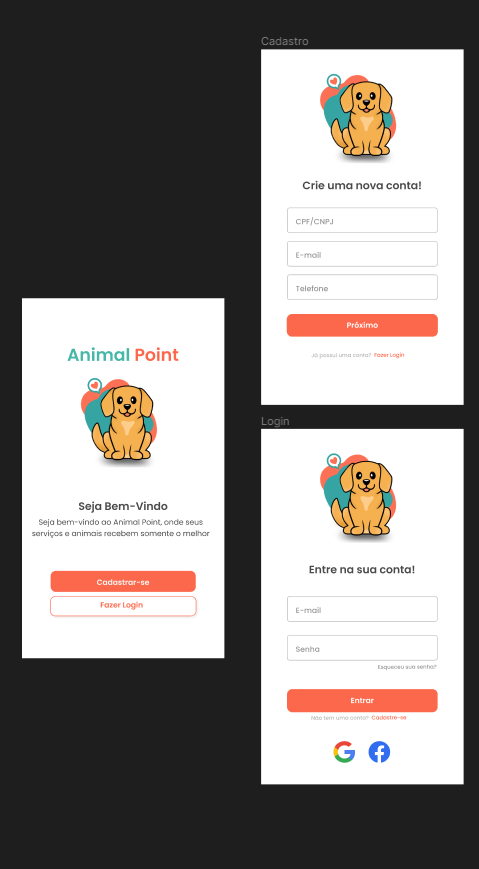 Animal Point
Seja Bem-Vindo
Seja bem-vindo ao Animal Point, onde seus
serviços e animais recebem somente o melhor
Cadastrar-se
Fazer Login
Cadastro
Crie uma nova conta!
CPF/CNPJ
E-mail
Telefone
Próximo
Já possui uma conta? Fazer Login
Login
Entre na sua conta!
E-mail
Senha
Esqueceu sua senha?
Entrar
Não tem uma conta? Cadastre-se